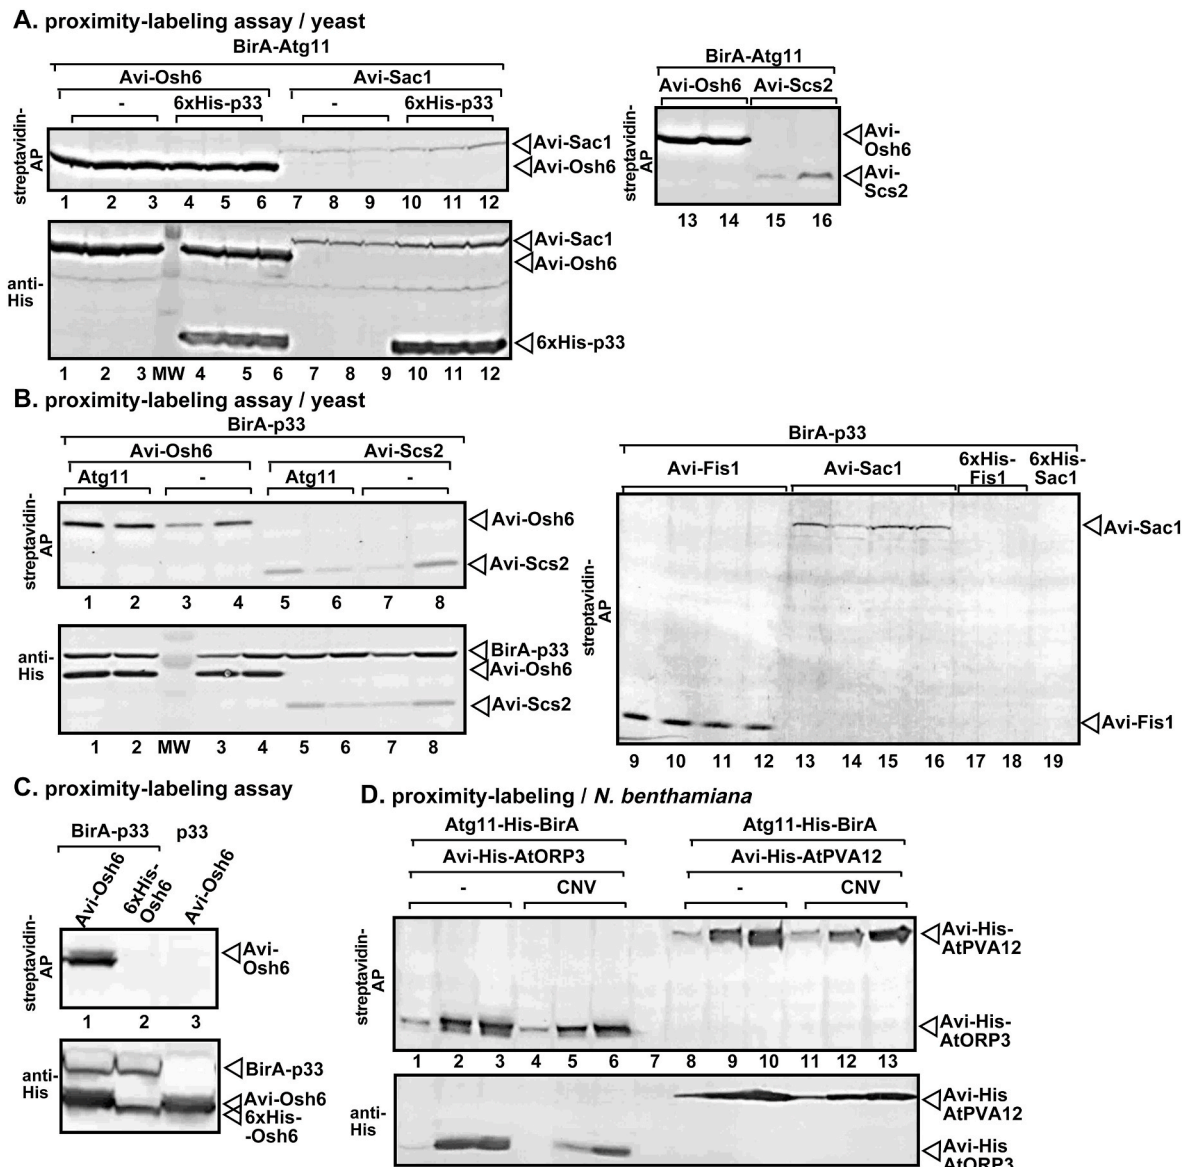 A. proximity-labeling assay / yeast
BirA-Atg11
Avi-Osh6
Avi-Sac1
-
6xHis-p33
-
6xHis-p33
streptavidin-
AP
Avi-Sac1
Avi-Osh6
1 2 3 4 5 6 7 8 9 10 11 12
anti-
His
Avi-Sac1
Avi-Osh6
6xHis-p33
1 2 3 MW 4 5 6 7 8 9 10 11 12
BirA-Atg11
Avi-Osh6 Avi-Scs2
streptavidin-
AP
Avi-
Osh6
Avi-
Scs2
13 14 15 16
B. proximity-labeling assay / yeast
BirA-p33
Avi-Osh6
Avi-Scs2
Atg11
-
Atg11
-
streptavidin-
AP
Avi-Osh6
Avi-Scs2
1 2 3 4 5 6 7 8
anti-
His
BirA-p33
Avi-Osh6
Avi-Scs2
1 2 MW 3 4 5 6 7 8
BirA-p33
Avi-Fis1
Avi-Sac1
6xHis-
Fis1
6xHis-
Sac1
streptavidin-
AP
Avi-Sac1
Avi-Fis1
9 10 11 12 13 14 15 16 17 18 19
C. proximity-labeling assay
BirA-p33 p33
Avi-Osh6
6xHis-
Osh6
Avi-Osh6
streptavidin-
AP
Avi-
Osh6
1 2 3
anti-
His
BirA-p33
Avi-Osh6
6xHis-
-Osh6
D. proximity-labeling / N. benthamiana
Atg11-His-BirA
Atg11-His-BirA
Avi-His-AtORP3
Avi-His-AtPVA12
-
CNV
-
CNV
streptavidin-
AP
Avi-His-
AtPVA12
Avi-His-
AtORP3
1 2 3 4 5 6 7 8 9 10 11 12 13
anti-
His
Avi-His
AtPVA12
Avi-His
AtORP3